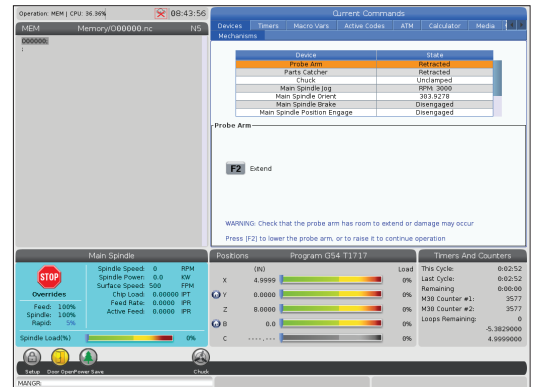 Operation: MEM | CPU: 36.36%
08:43:56
Current Commands
MEM Memory/O00000.nc N5
O00000;
;
Devices Timers Macro Vars Active Codes ATM Calculator Media
Mechanisms
Device State
Probe Arm Retracted
Parts Catcher Retracted
Chuck Unclamped
Main Spindle Jog RPM: 3000
Main Spindle Orient 303.9278
Main Spindle Brake Disengaged
Main Spindle Position Engage Disengaged
Probe Arm
F2 Extend
WARNING: Check that the probe arm has room to extend or damage may occur
Press [F2] to lower the probe arm, or to raise it to continue operation
Main Spindle
STOP
Overrides
Feed: 100%
Spindle: 100%
Rapid: 5%
Spindle Speed: 0 RPM
Spindle Power: 0.0 KW
Surface Speed: 500 FPM
Chip Load: 0.00000 IPT
Feed Rate: 0.0000 IPR
Active Feed: 0.0000 IPR
Spindle Load(%) 0%
Positions Program G54 T1717
(IN) Load
X 4.9999 0%
Y 0.0000 0%
Z 8.0000 0%
B 0.0 0%
C ----.--- 0%
Timers And Counters
This Cycle: 0:02:52
Last Cycle: 0:02:52
Remaining 0:00:00
M30 Counter #1: 3577
M30 Counter #2: 3577
Loops Remaining:
0
-5.3829000
4.9999000
Setup Door Open Power Save Chuck
MANGR: